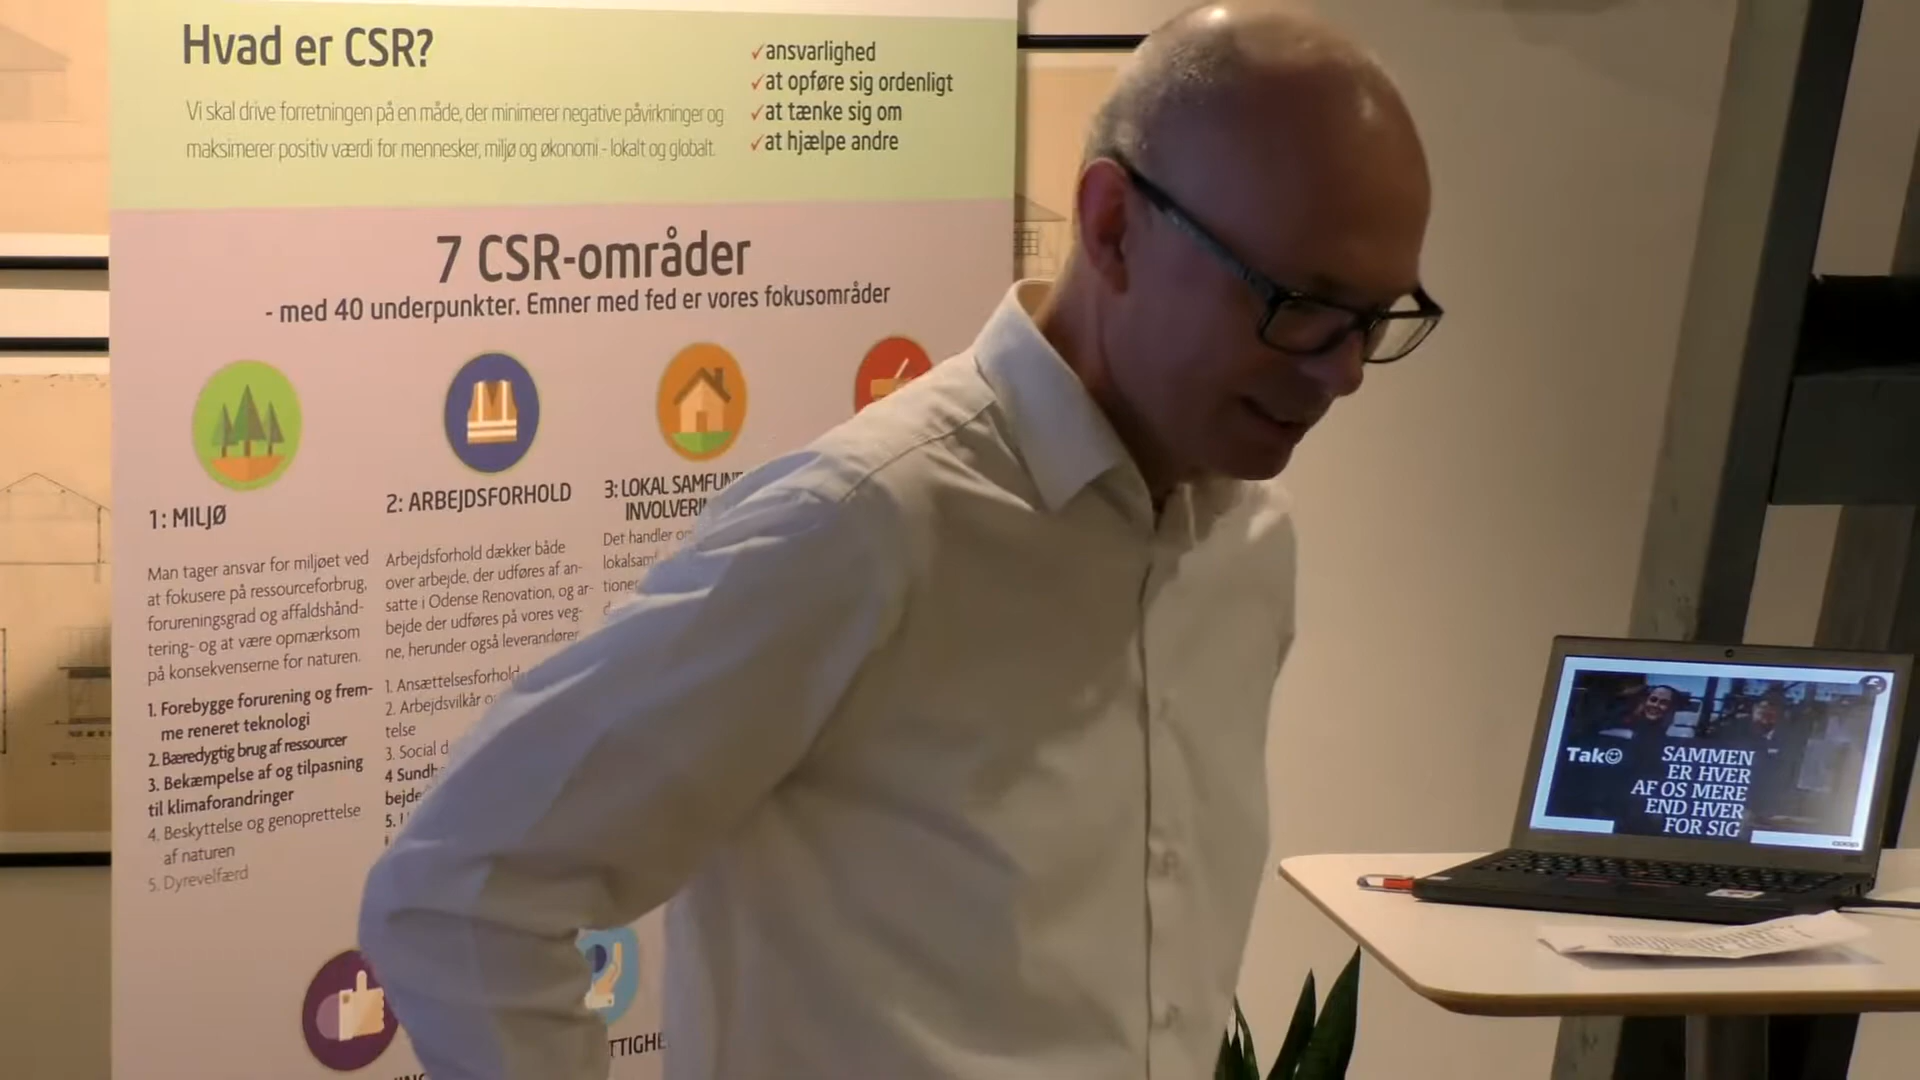 Hvad er CSR?
Vi skal drive forretningen på en måde, der minimerer negative påvirkninger og
maksimerer positiv værdi for mennesker, miljø og økonomi - lokalt og globalt.
✓ansvarlighed
✓at opføre sig ordenligt
✓at tænke sig om
✓at hjælpe andre
7 CSR-områder
- med 40 underpunkter. Emner med fed er vores fokusområder
1: MILJØ
Man tager ansvar for miljøet ved
at fokusere på ressourceforbrug,
forureningsgrad og affaldshånd-
tering- og at være opmærksom
på konsekvenserne for naturen.
1. Forebygge forurening og frem-
me reneret teknologi
2. Bæredygtig brug af ressourcer
3. Bekæmpelse af og tilpasning
til klimaforandringer
4. Beskyttelse og genoprettelse
af naturen
5. Dyrevelfærd
2: ARBEJDSFORHOLD
Arbejdsforhold dækker både
over arbejde, der udføres af an-
satte i Odense Renovation, og ar-
bejde der udføres på vores veg-
ne, herunder også leverandører
1. Ansættelsesforhold
2. Arbejdsvilkår
telse
3. Social
4 Sundh
bejde
5.
3: LOKAL SAMFUN
INVOLVERI
Det handler
lokalsam
tione
TTIGHE
Tak☺
SAMMEN
ER HVER
AF OS MERE
END HVER
FOR SIG
coop